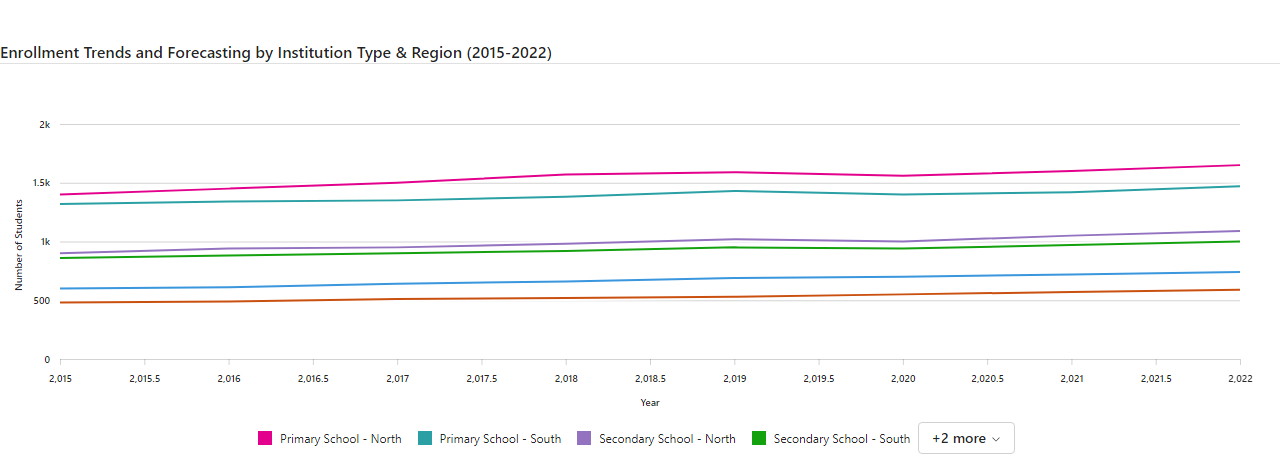 Enrollment Trends and Forecasting by Institution Type & Region (2015-2022)
2k
1.5k
1k
500
0
Number of Students
2,015 2,015.5 2,016 2,016.5 2,017 2,017.5 2,018 2,018.5 2,019 2,019.5 2,020 2,020.5 2,021 2,021.5 2,022
Year
Primary School - North Primary School - South Secondary School - North Secondary School - South +2 more